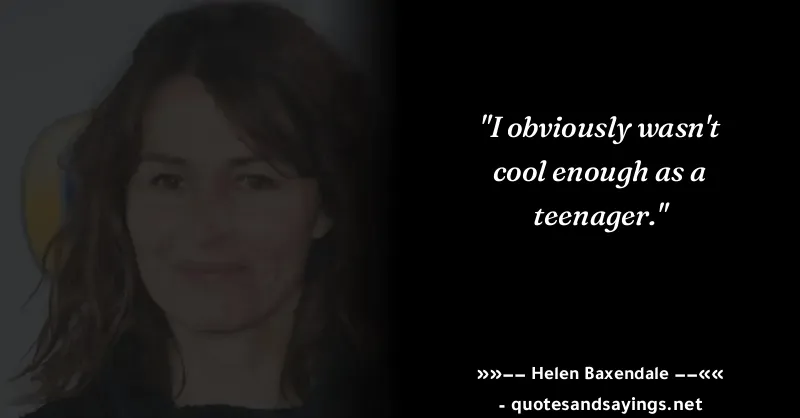 "I obviously wasn't
cool enough as a
teenager."
»»–– Helen Baxendale ––««
- quotesandsayings.net